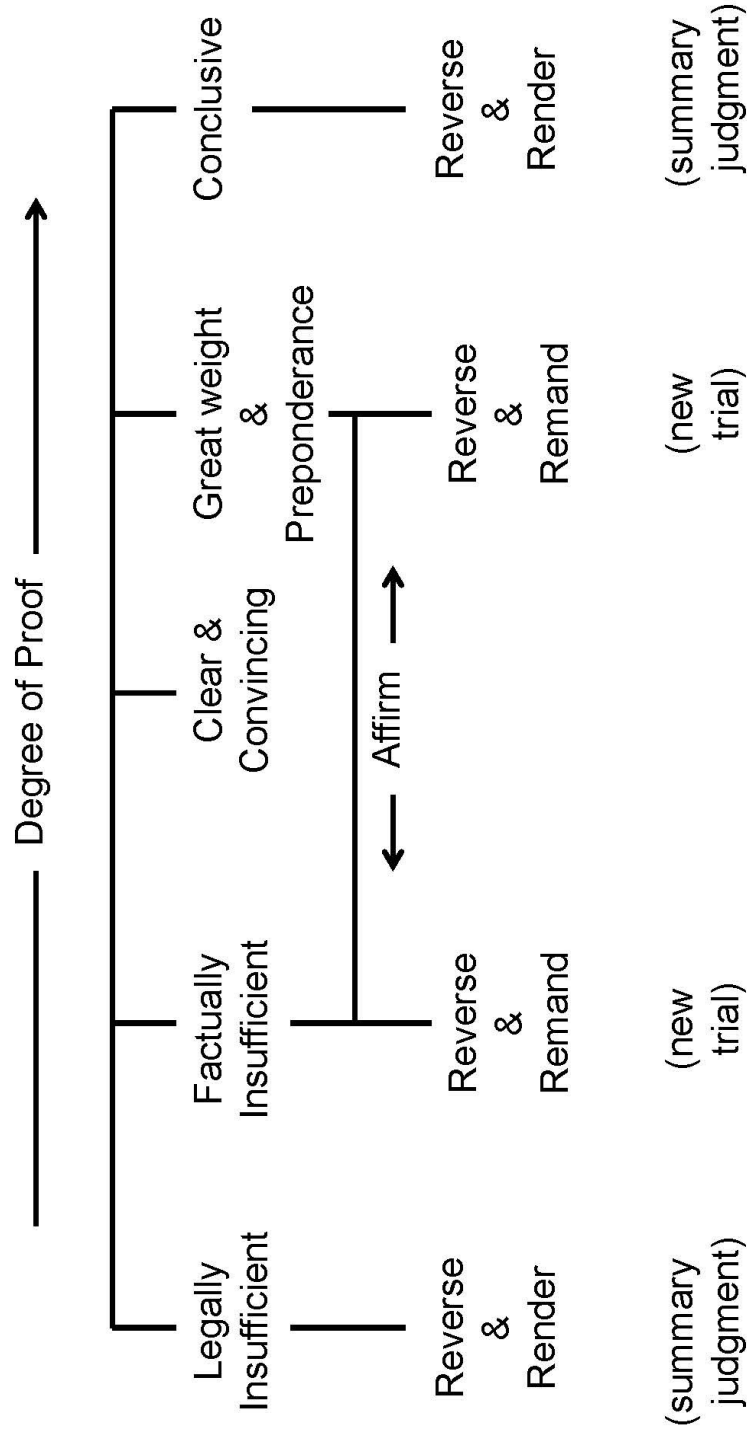 Degree of Proof
Legally
Insufficient
Factually
Insufficient
Clear &
Convincing
Great weight
&
Preponderance
Conclusive
Affirm
Reverse
&
Render
Reverse
&
Remand
Reverse
&
Remand
Reverse
&
Render
(summary
judgment)
(new
trial)
(new
trial)
(summary
judgment)